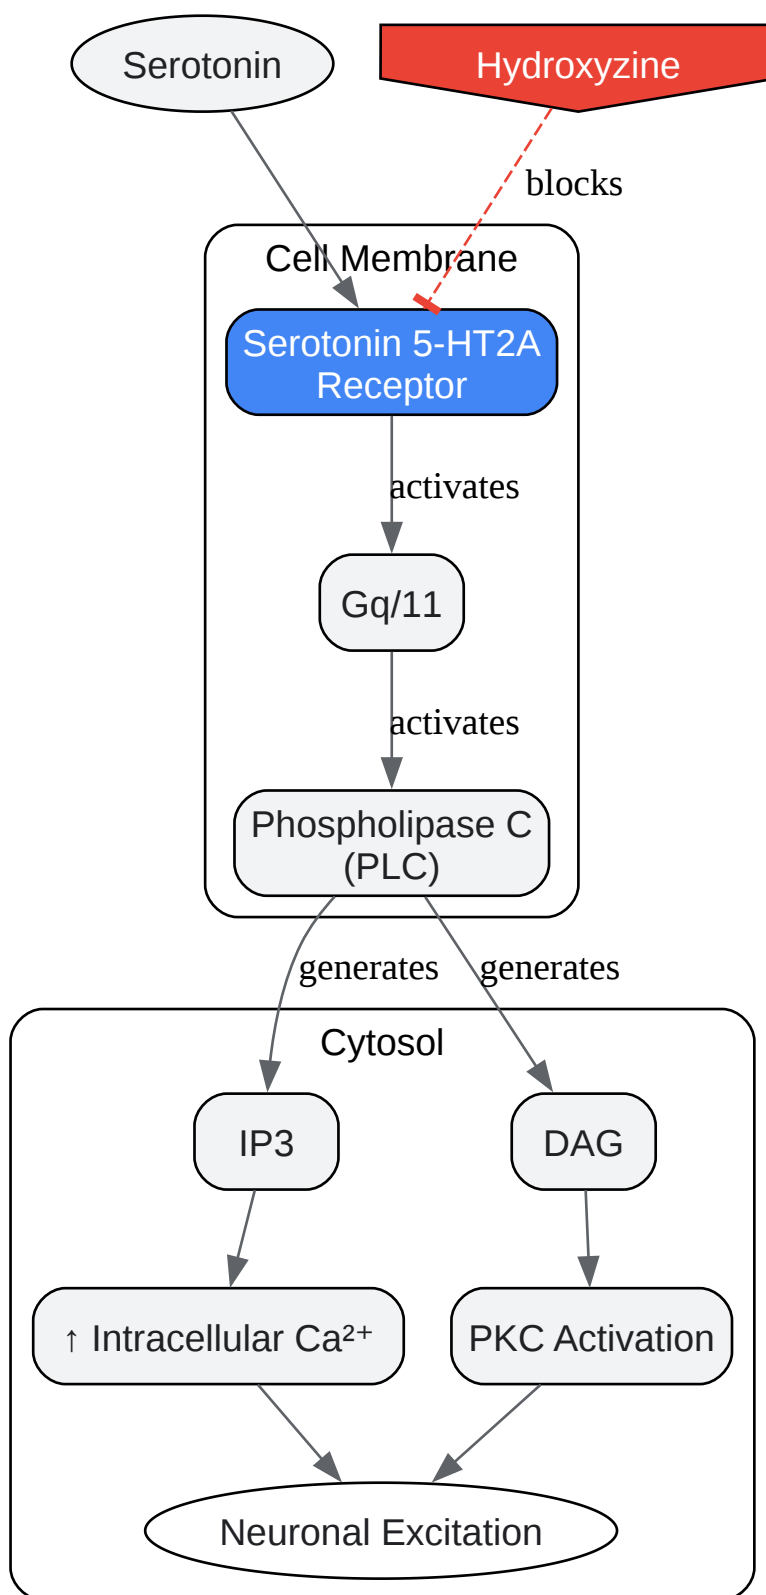 Serotonin
Hydroxyzine
blocks
Cell Membrane
Serotonin 5-HT2A
Receptor
activates
Gq/11
activates
Phospholipase C
(PLC)
generates
generates
Cytosol
IP3
DAG
↑ Intracellular Ca²⁺
PKC Activation
Neuronal Excitation